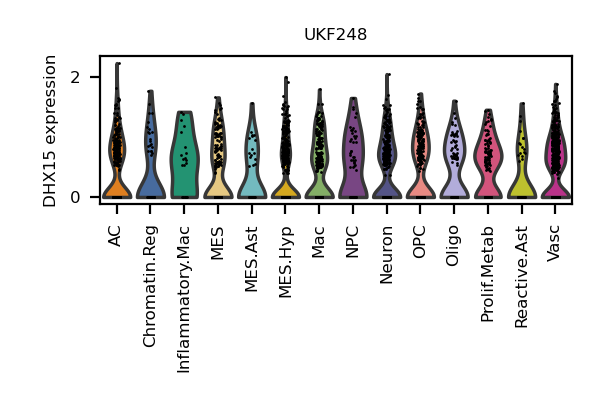 UKF248
DHX15 expression
2
0
AC
Chromatin.Reg
Inflammatory.Mac
MES
MES.Ast
MES.Hyp
Mac
NPC
Neuron
OPC
Oligo
Prolif.Metab
Reactive.Ast
Vasc